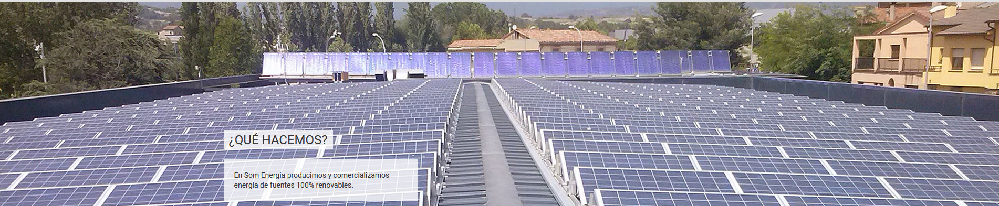 ¿QUÉ HACEMOS?
En Som Energia producimos y comercializamos
energía de fuentes 100% renovables.